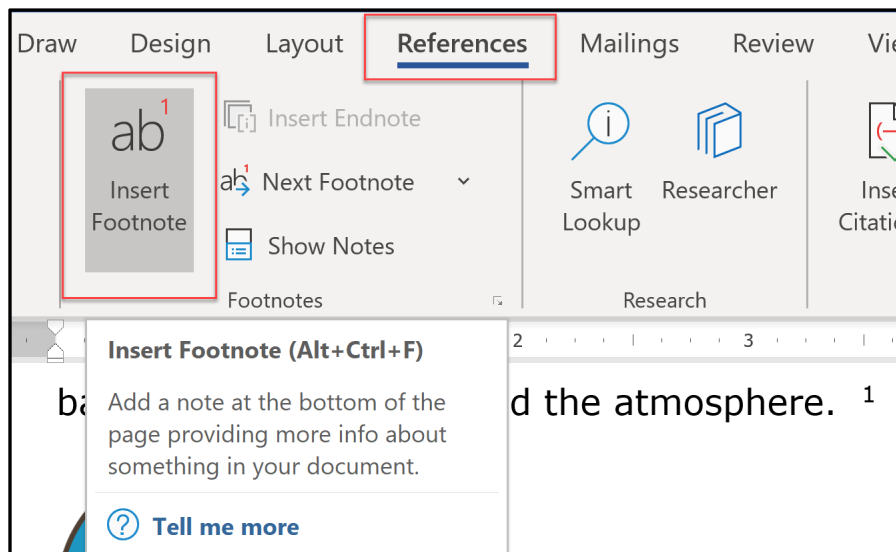 Draw Design Layout References Mailings Review
ab1
Insert
Footnote
Insert Endnote
ab1 Next Footnote
Show Notes
Footnotes
Smart
Lookup
Researcher
Research
2 3
Insert Footnote (Alt+Ctrl+F)
Add a note at the bottom of the
page providing more info about
something in your document.
Tell me more
d the atmosphere. 1